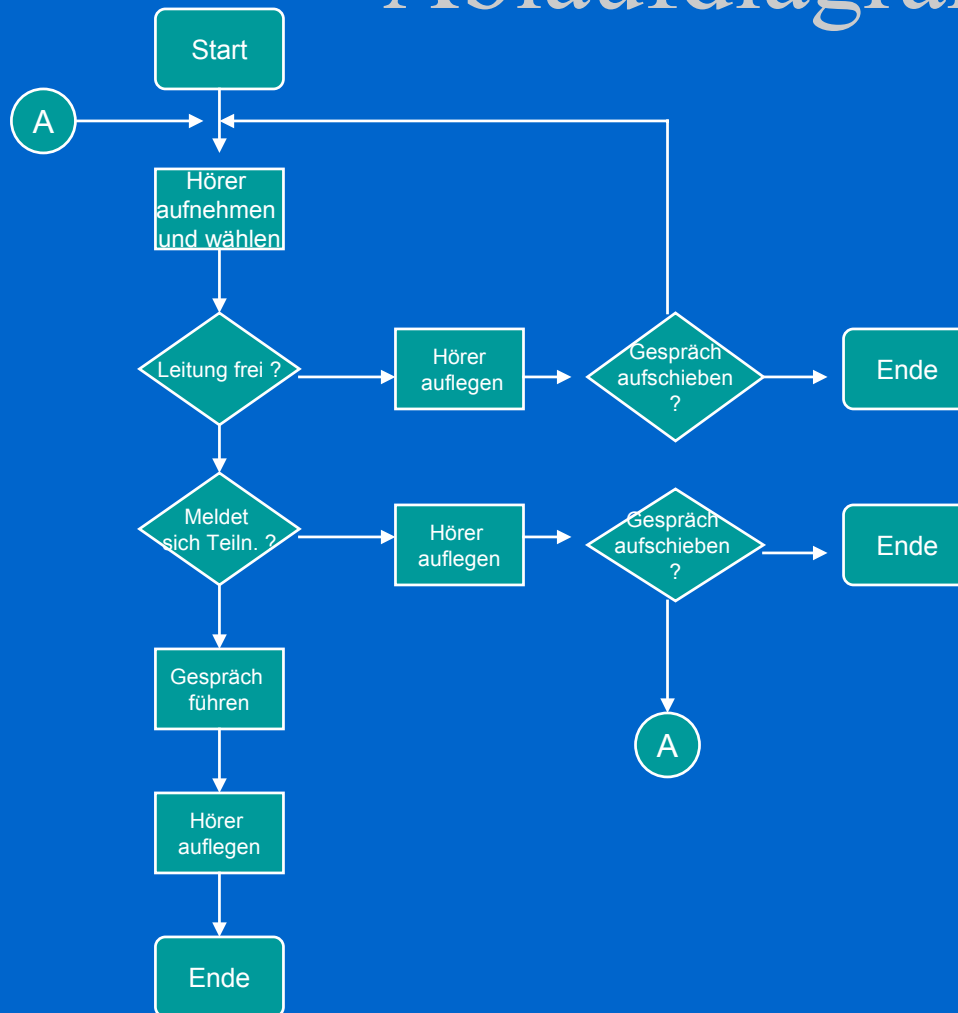 Start
A
Hörer
aufnehmen
und wählen
Leitung frei ?
Hörer
auflegen
Gespräch
aufschieben
?
Ende
Meldet
sich Teiln. ?
Hörer
auflegen
Gespräch
aufschieben
?
Ende
Gespräch
führen
A
Hörer
auflegen
Ende